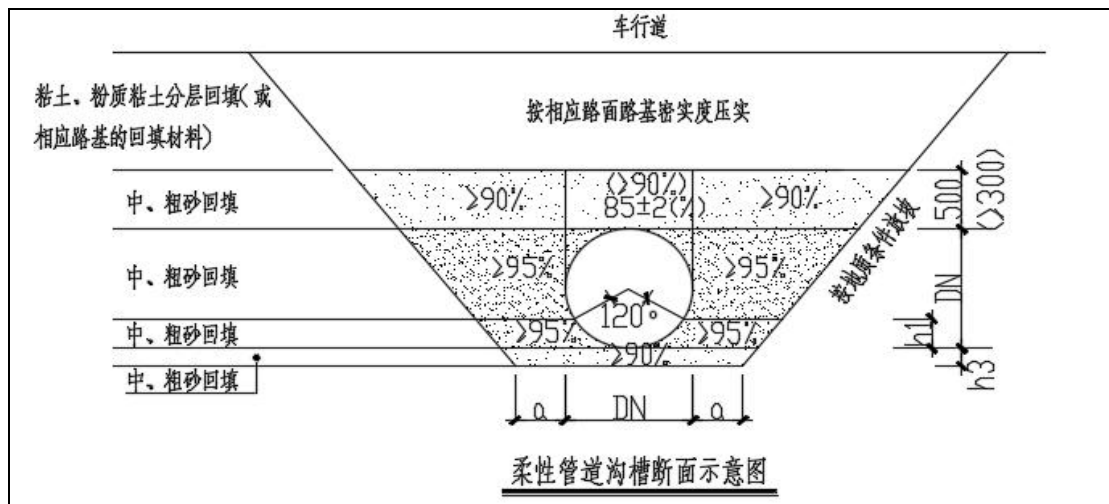 车行道
粘土、粉质粘土分层回填(或
相应路基的回填材料)
按相应路面路基密实度压实
中、粗砂回填
≥90%
(≥90%)
85±2(%)
≥90%
500
(≥300)
中、粗砂回填
≥95%
≥95%
按地质条件放坡
DN
中、粗砂回填
≥95%
120°
≥95%
h1
≥90%
h3
中、粗砂回填
a
DN
a
柔性管道沟槽断面示意图